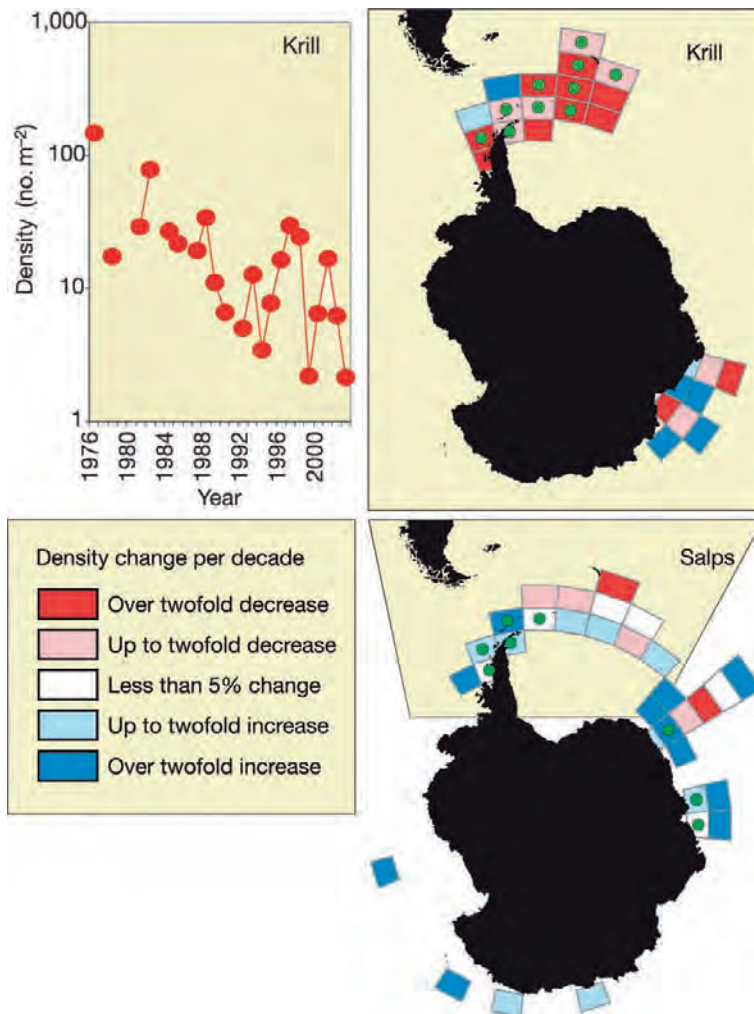 Krill
1,000
100
10
1
Density (no. m⁻²)
1976
1980
1984
1988
1992
1996
2000
Year
Krill
Density change per decade
Over twofold decrease
Up to twofold decrease
Less than 5% change
Up to twofold increase
Over twofold increase
Salps